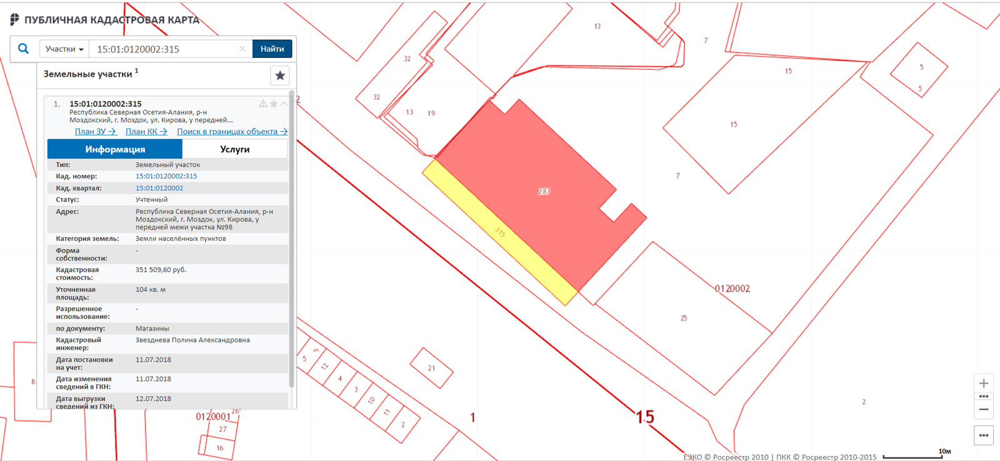 ПУБЛИЧНАЯ КАДАСТРОВАЯ КАРТА
Участки
15:01:0120002:315
×
Найти
Земельные участки 1
1. 15:01:0120002:315
Республика Северная Осетия-Алания, р-н
Моздокский, г. Моздок, ул. Кирова, у передней...
План ЗУ → План КК → Поиск в границах объекта →
Информация Услуги
Тип: Земельный участок
Кад. номер: 15:01:0120002:315
Кад. квартал: 15:01:0120002
Статус: Учтенный
Адрес: Республика Северная Осетия-Алания, р-н
Моздокский, г. Моздок, ул. Кирова, у
передней межи участка №98
Категория земель: Земли населённых пунктов
Форма
собственности: -
Кадастровая
стоимость: 351 509,60 руб.
Уточненная
площадь: 104 кв. м
Разрешенное
использование: -
по документу: Магазины
Кадастровый
инженер: Звезднева Полина Александровна
Дата постановки
на учет: 11.07.2018
Дата изменения
сведений в ГКН: 11.07.2018
Дата выгрузки
сведений из ГКН: 12.07.2018
13
7
32
15
5
5
32
2
13
19
15
7
283
315
0120002
25
5
5
12
4
3
10
11
2
21
8
2
0120001
26
27
16
1
15
+
•••
−
•••
10м
ЕЭКО © Росреестр 2010 | ПКК © Росреестр 2010-2015